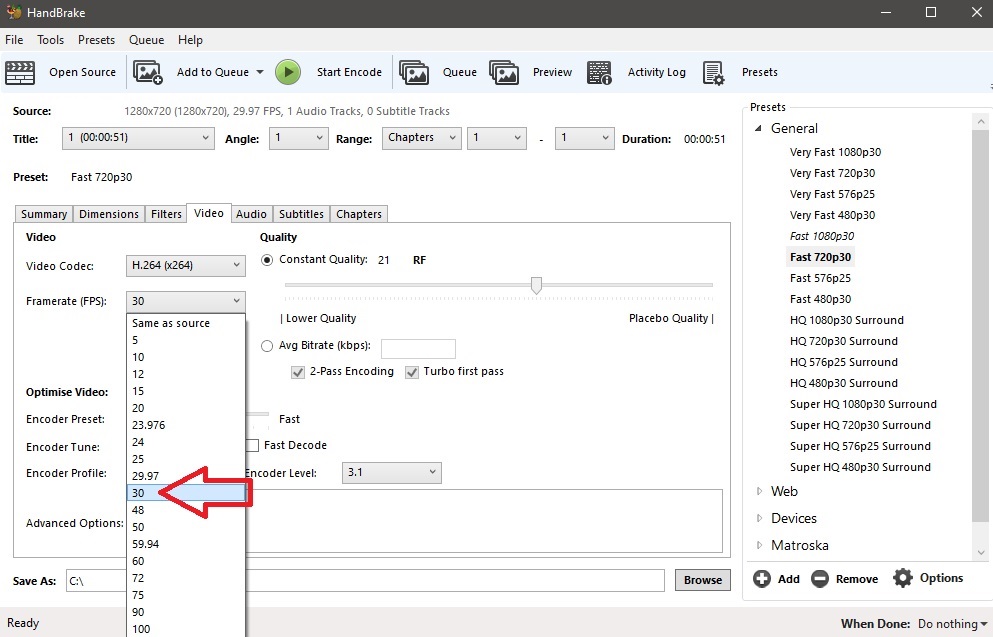 HandBrake
File Tools Presets Queue Help
Open Source Add to Queue Start Encode Queue Preview Activity Log Presets
Source: 1280x720 (1280x720), 29.97 FPS, 1 Audio Tracks, 0 Subtitle Tracks
Title: 1 (00:00:51) Angle: 1 Range: Chapters 1 - 1 Duration: 00:00:51
Preset: Fast 720p30
Summary Dimensions Filters Video Audio Subtitles Chapters
Video
Video Codec: H.264 (x264)
Framerate (FPS): 30
Same as source
5
10
12
15
20
23.976
24
25
29.97
30
48
50
59.94
60
72
75
90
100
Quality
Constant Quality: 21 RF
| Lower Quality Placebo Quality |
Avg Bitrate (kbps):
2-Pass Encoding Turbo first pass
Optimise Video:
Encoder Preset: Fast
Encoder Tune: Fast Decode
Encoder Profile: Encoder Level: 3.1
Advanced Options:
Save As: C:\ Browse
Presets
General
Very Fast 1080p30
Very Fast 720p30
Very Fast 576p25
Very Fast 480p30
Fast 1080p30
Fast 720p30
Fast 576p25
Fast 480p30
HQ 1080p30 Surround
HQ 720p30 Surround
HQ 576p25 Surround
HQ 480p30 Surround
Super HQ 1080p30 Surround
Super HQ 720p30 Surround
Super HQ 576p25 Surround
Super HQ 480p30 Surround
Web
Devices
Matroska
Add Remove Options
Ready When Done: Do nothing